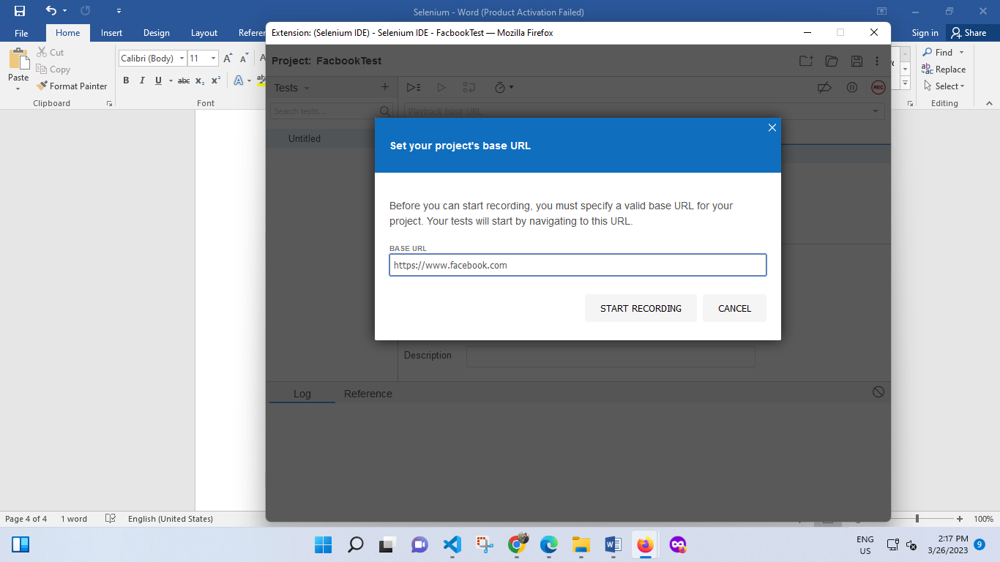 Selenium - Word (Product Activation Failed)
File
Home
Insert
Design
Layout
Sign in
Share
Paste
Cut
Copy
Format Painter
Clipboard
Calibri (Body)
11
B I U abc x₂ x² A ab
Font
Find
Replace
Select
Editing
Extension: (Selenium IDE) - Selenium IDE - FacbookTest — Mozilla Firefox
Project: FacbookTest
Tests
REC
Search tests...
Playback base URL
Untitled
Set your project's base URL
Before you can start recording, you must specify a valid base URL for your
project. Your tests will start by navigating to this URL.
BASE URL
https://www.facebook.com
START RECORDING
CANCEL
Description
Log
Reference
Page 4 of 4
1 word
English (United States)
100%
ENG
US
2:17 PM
3/26/2023
9